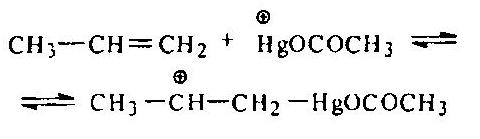 CH₃—CH=CH₂ + ⊕HgOCOCH₃ ⇌
⇌ CH₃—⊕CH—CH₂—HgOCOCH₃